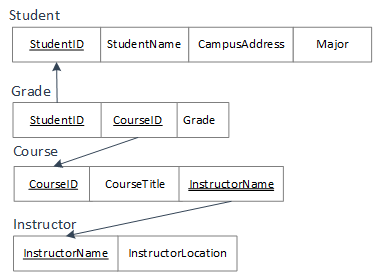 Student
StudentID StudentName CampusAddress Major
Grade
StudentID CourseID Grade
Course
CourseID CourseTitle InstructorName
Instructor
InstructorName InstructorLocation